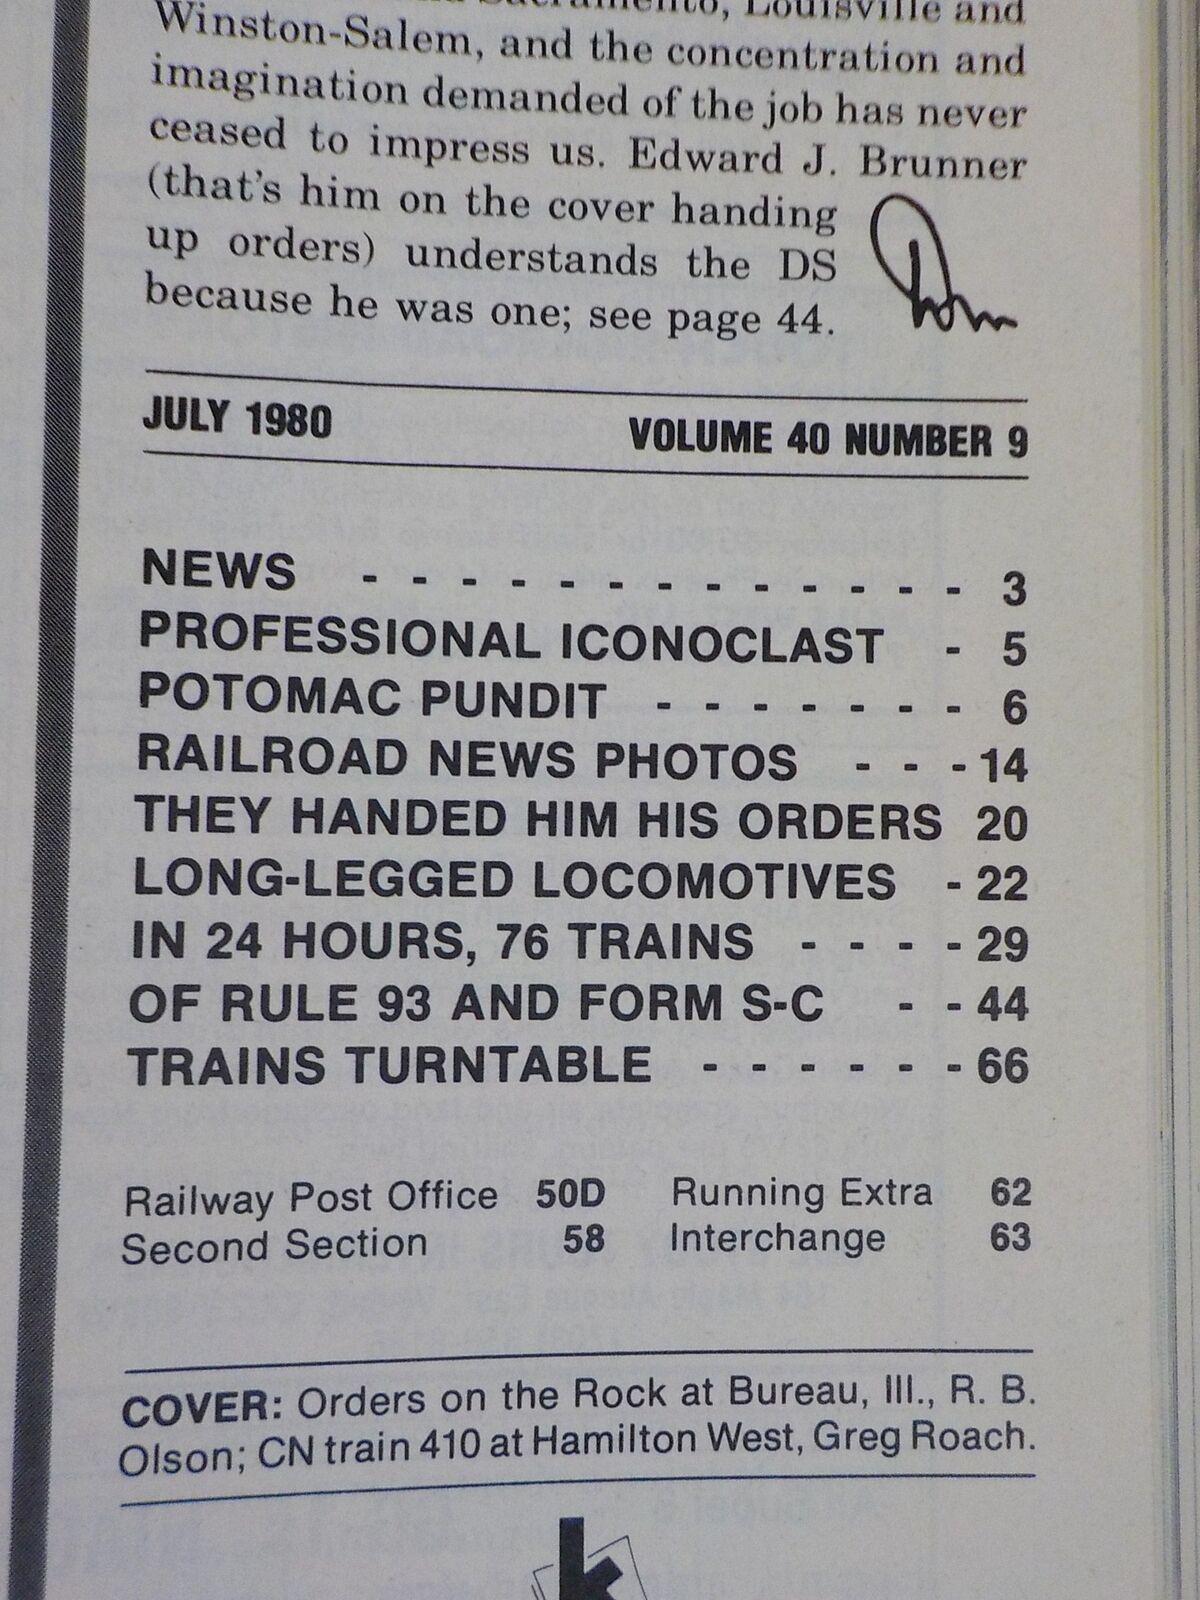 Sacramento, Louisville and
Winston-Salem, and the concentration and
imagination demanded of the job has never
ceased to impress us. Edward J. Brunner
(that's him on the cover handing
up orders) understands the DS
because he was one; see page 44.
JULY 1980 VOLUME 40 NUMBER 9
NEWS - - - - - - - - - - - - - 3
PROFESSIONAL ICONOCLAST - 5
POTOMAC PUNDIT - - - - - - - 6
RAILROAD NEWS PHOTOS - - - 14
THEY HANDED HIM HIS ORDERS 20
LONG-LEGGED LOCOMOTIVES - 22
IN 24 HOURS, 76 TRAINS - - - - 29
OF RULE 93 AND FORM S-C - - 44
TRAINS TURNTABLE - - - - - - 66
Railway Post Office 50D Running Extra 62
Second Section 58 Interchange 63
COVER: Orders on the Rock at Bureau, Ill., R. B.
Olson; CN train 410 at Hamilton West, Greg Roach.
k